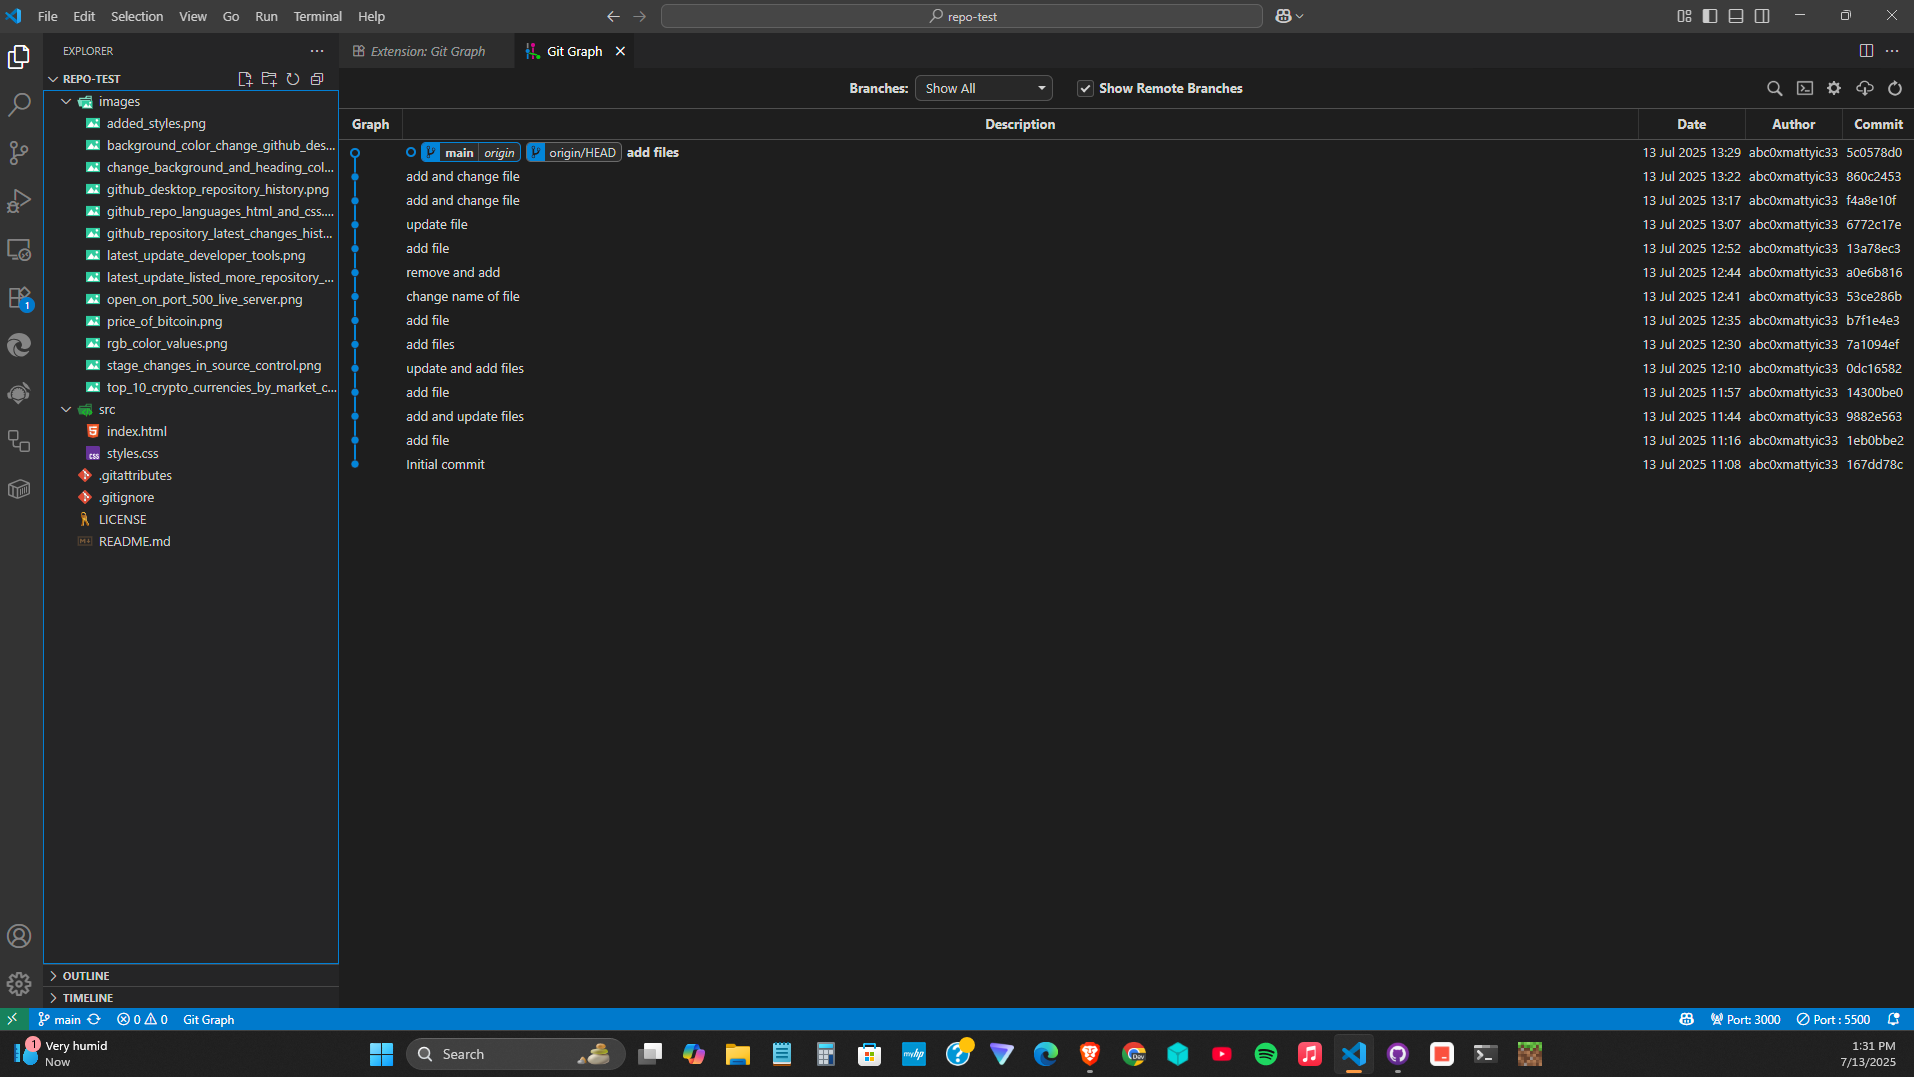 File Edit Selection View Go Run Terminal Help
repo-test
EXPLORER
Extension: Git Graph
Git Graph
REPO-TEST
Branches: Show All Show Remote Branches
images
added_styles.png
background_color_change_github_des...
change_background_and_heading_col...
github_desktop_repository_history.png
github_repo_languages_html_and_css....
github_repository_latest_changes_hist...
latest_update_developer_tools.png
latest_update_listed_more_repository_...
open_on_port_500_live_server.png
price_of_bitcoin.png
rgb_color_values.png
stage_changes_in_source_control.png
top_10_crypto_currencies_by_market_c...
src
index.html
styles.css
.gitattributes
.gitignore
LICENSE
README.md
OUTLINE
TIMELINE
1
Graph Description Date Author Commit
main origin origin/HEAD add files 13 Jul 2025 13:29 abc0xmattyic33 5c0578d0
add and change file 13 Jul 2025 13:22 abc0xmattyic33 860c2453
add and change file 13 Jul 2025 13:17 abc0xmattyic33 f4a8e10f
update file 13 Jul 2025 13:07 abc0xmattyic33 6772c17e
add file 13 Jul 2025 12:52 abc0xmattyic33 13a78ec3
remove and add 13 Jul 2025 12:44 abc0xmattyic33 a0e6b816
change name of file 13 Jul 2025 12:41 abc0xmattyic33 53ce286b
add file 13 Jul 2025 12:35 abc0xmattyic33 b7f1e4e3
add files 13 Jul 2025 12:30 abc0xmattyic33 7a1094ef
update and add files 13 Jul 2025 12:10 abc0xmattyic33 0dc16582
add file 13 Jul 2025 11:57 abc0xmattyic33 14300be0
add and update files 13 Jul 2025 11:44 abc0xmattyic33 9882e563
add file 13 Jul 2025 11:16 abc0xmattyic33 1eb0bbe2
Initial commit 13 Jul 2025 11:08 abc0xmattyic33 167dd78c
main 0 0 Git Graph Port: 3000 Port : 5500
1
Very humid
Now
Search
myhp
Dev
1:31 PM
7/13/2025